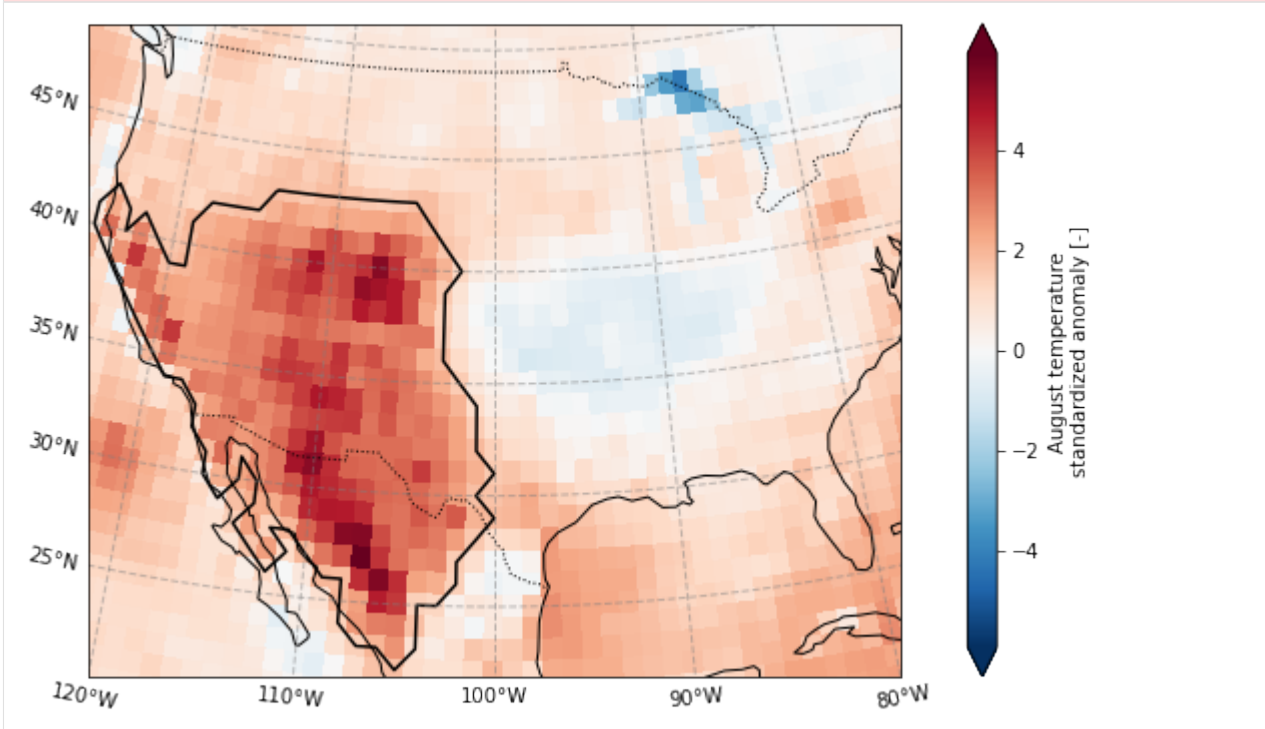 45°N
40°N
35°N
30°N
25°N
120°W
110°W
100°W
90°W
80°W
4
2
0
−2
−4
August temperature
standardized anomaly [-]